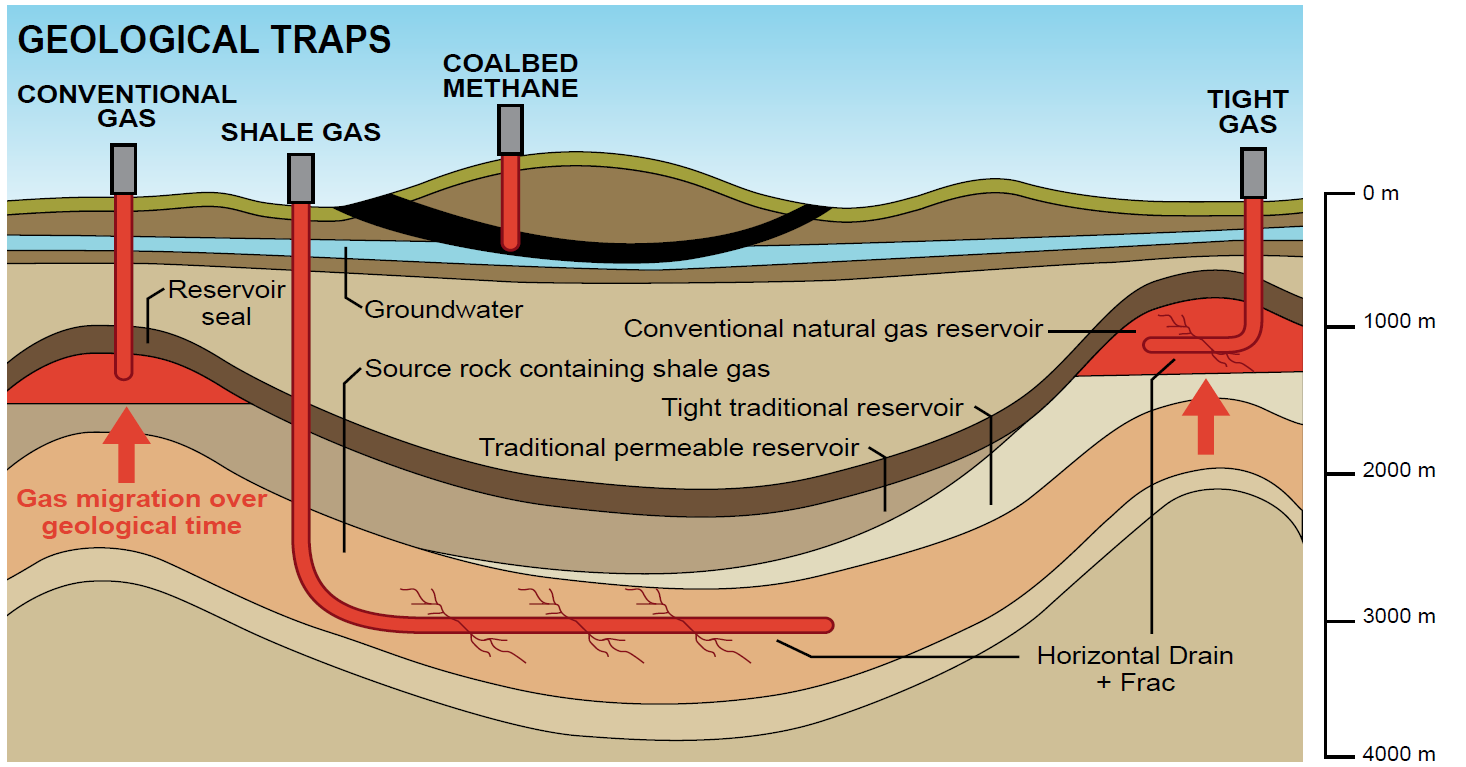 GEOLOGICAL TRAPS
CONVENTIONAL
GAS
SHALE GAS
COALBED
METHANE
TIGHT
GAS
0 m
Reservoir
seal
Groundwater
Conventional natural gas reservoir
1000 m
Source rock containing shale gas
Tight traditional reservoir
Traditional permeable reservoir
2000 m
Gas migration over
geological time
3000 m
Horizontal Drain
+ Frac
4000 m